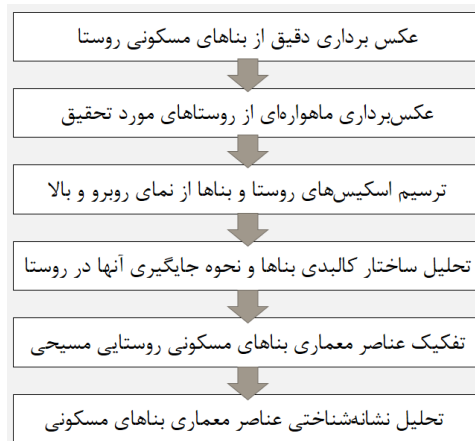 عکس برداری دقیق از بناهای مسکونی روستا
عکس‌برداری ماهواره‌ای از روستاهای مورد تحقیق
ترسیم اسکیس‌های روستا و بناها از نمای روبرو و بالا
تحلیل ساختار کالبدی بناها و نحوه جایگیری آنها در روستا
تفکیک عناصر معماری بناهای مسکونی روستایی مسیحی
تحلیل نشانه‌شناختی عناصر معماری بناهای مسکونی